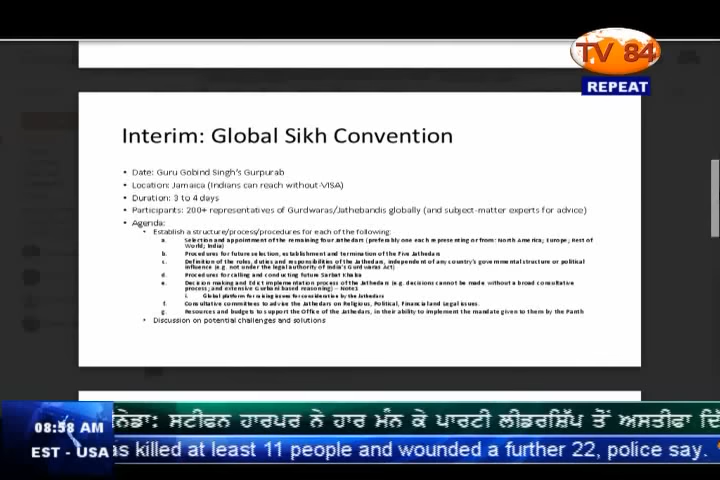 TV 84
REPEAT
Interim: Global Sikh Convention
• Date: Guru Gobind Singh's Gurpurab
• Location: Jamaica (Indians can reach without-VISA)
• Duration: 3 to 4 days
• Participants: 200+ representatives of Gurdwaras/Jathebandis globally (and subject-matter experts for advice)
• Agenda:
• Establish a structure/process/procedures for each of the following:
a. Selection and appointment of the remaining four Jathedars (preferably one each representing or from: North America; Europe; Rest of
World; India)
b. Procedures for future selection, establishment and termination of the Five Jathedars
c. Definition of the roles, duties and responsibilities of the Jathedars, independent of any country's governmental structure or political
influence (e.g. not under the legal authority of India's Gurdwaras Act)
d. Procedures for calling and conducting future Sarbat Khalsa
e. Decision making and Edict implementation process of the Jathedars (e.g. decisions cannot be made without a broad consultative
process; and extensive Gurbani based reasoning) – Note1
i. Global platform for raising issues for consideration by the Jathedars
f. Consultative committees to advise the Jathedars on Religious, Political, Financial and Legal issues.
g. Resources and budgets to support the Office of the Jathedars, in their ability to implement the mandate given to them by the Panth
• Discussion on potential challenges and solutions
08:58 AM
EST - USA
ਨੇਡਾ: ਸਟੀਫਨ ਹਾਰਪਰ ਨੇ ਹਾਰ ਮੰਨ ਕੇ ਪਾਰਟੀ ਲੀਡਰਸ਼ਿੱਪ ਤੋਂ ਅਸਤੀਫਾ ਦਿੱ
as killed at least 11 people and wounded a further 22, police say.